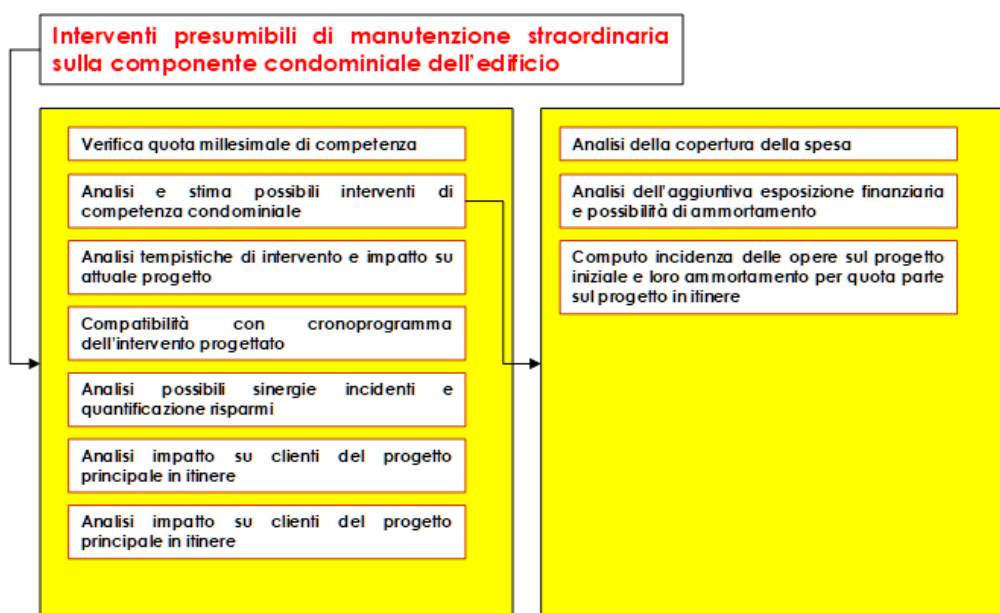 Interventi presumibili di manutenzione straordinaria
sulla componente condominiale dell'edificio
Verifica quota millesimale di competenza
Analisi e stima possibili interventi di
competenza condominiale
Analisi tempistiche di intervento e impatto su
attuale progetto
Compatibilità con cronoprogramma
dell'intervento progettato
Analisi possibili sinergie incidenti e
quantificazione risparmi
Analisi impatto su clienti del progetto
principale in itinere
Analisi impatto su clienti del progetto
principale in itinere
Analisi della copertura della spesa
Analisi dell'aggiuntiva esposizione finanziaria
e possibilità di ammortamento
Computo incidenza delle opere sul progetto
iniziale e loro ammortamento per quota parte
sul progetto in itinere